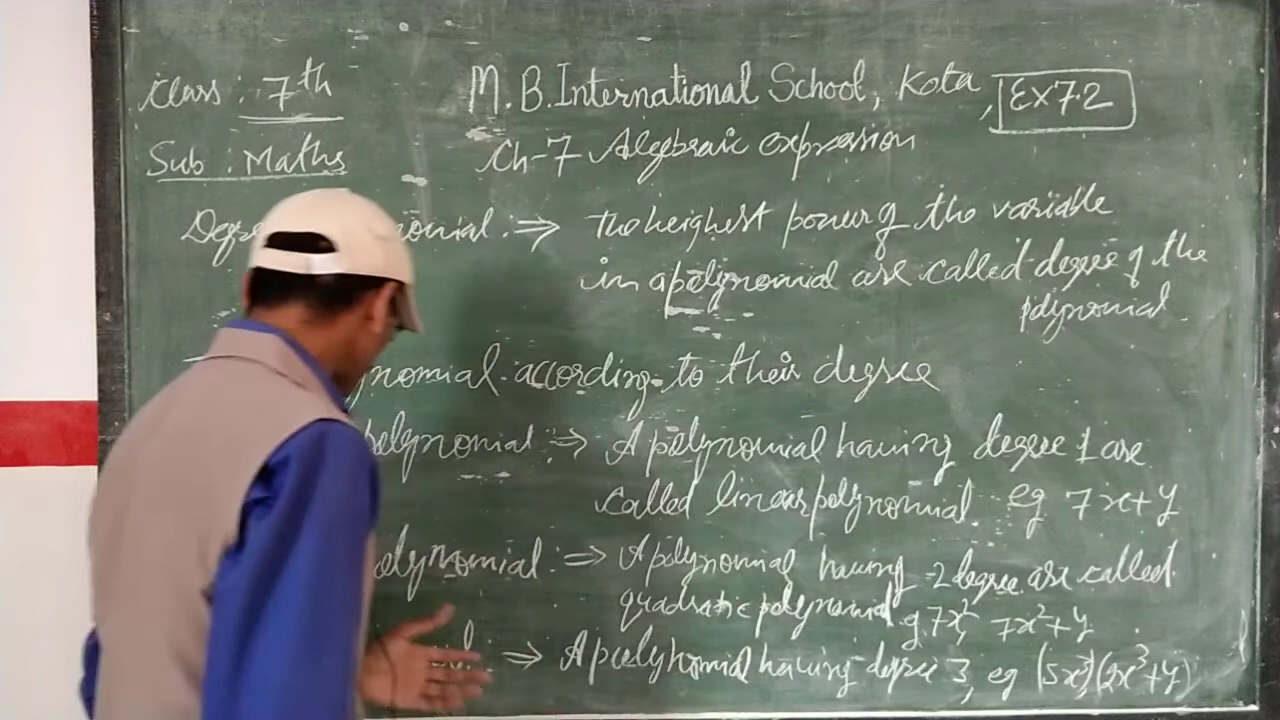 Class : 7th
M. B. International School, Kota, Ex 7.2
Sub : Maths
Ch-7 Algebraic expression
⇒ The heighest power of the variable
in a polynomial are called degree of the
polynomial
according to their degree
polynomial ⇒ A polynomial having degree 1 are
called linear polynomial eg 7x+y
⇒ A polynomial having 2 degree are called
quadratic polynomial eg 7x², 7x²+y
⇒ A polynomial having degree 3, eg (5x³)(2x³+y)